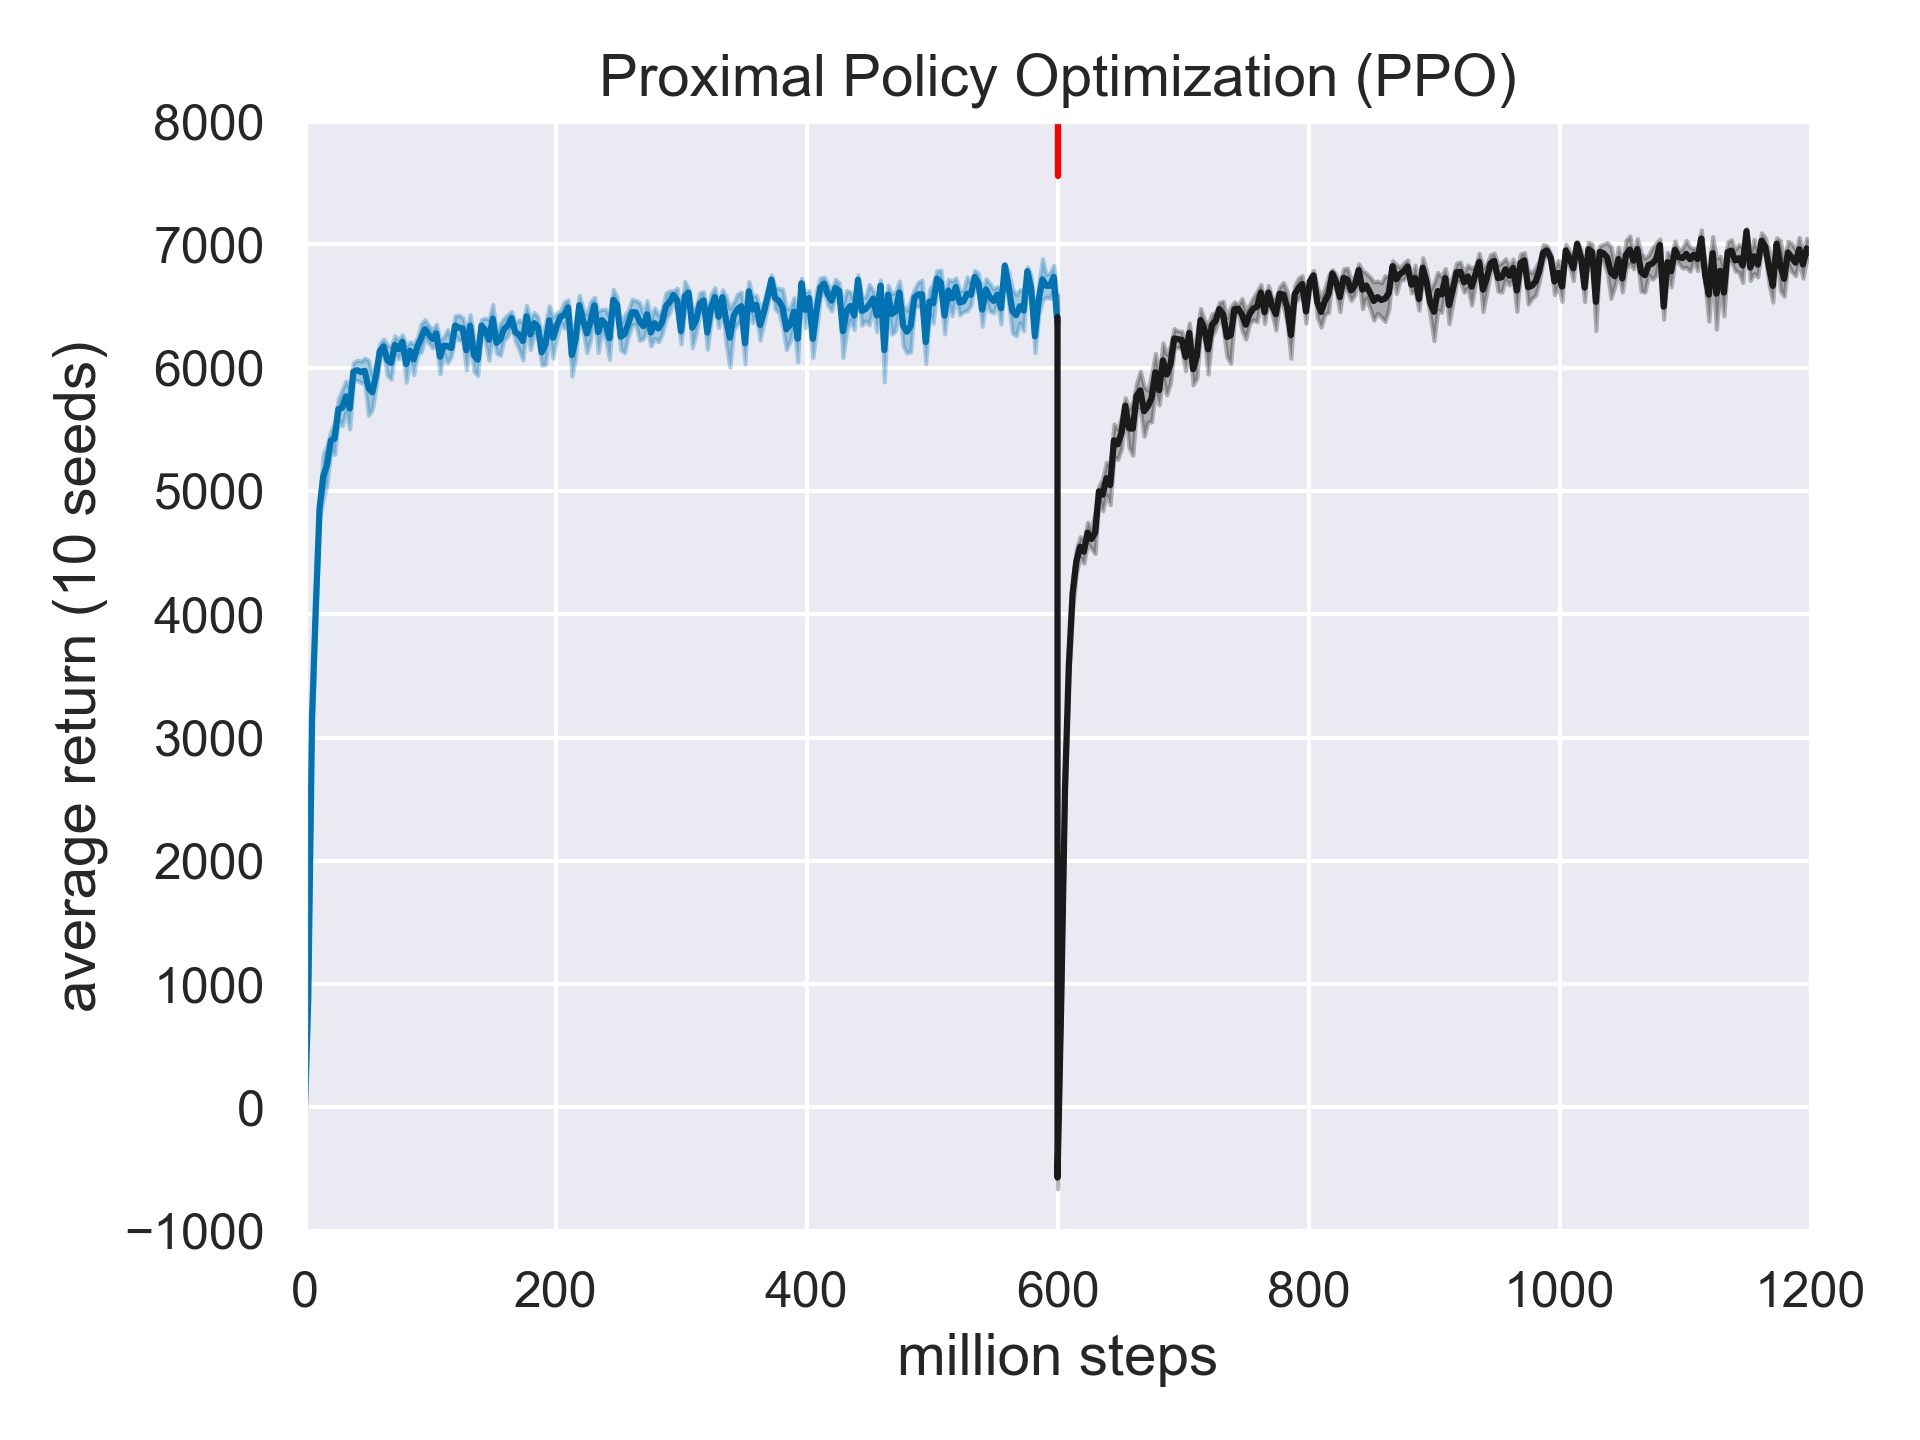 Proximal Policy Optimization (PPO)
8000
7000
6000
5000
4000
3000
2000
1000
0
−1000
average return (10 seeds)
0 200 400 600 800 1000 1200
million steps